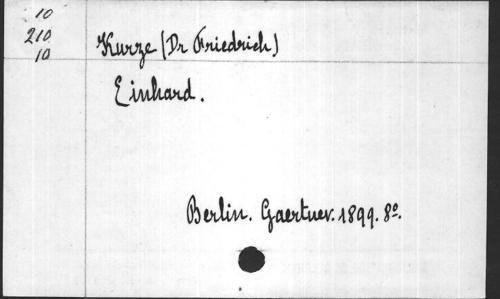 10
210
10
Kurze (Dr Friedrich)
Einhard.
Berlin. Gaertner. 1899. 8º.